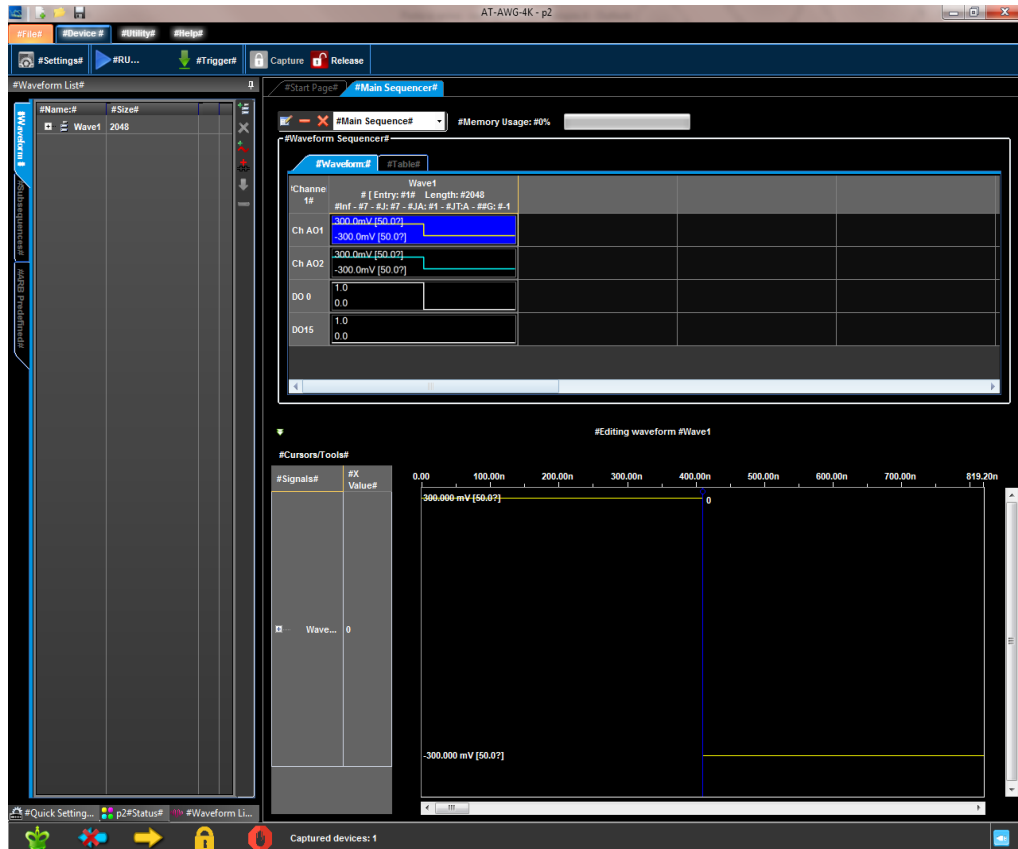 AT-AWG-4K - p2
#File# #Device # #Utility# #Help#
#Settings# #RU... #Trigger# Capture Release
#Waveform List#
#Start Page# #Main Sequencer#
#Name:# #Size#
Wave1 2048
#Waveform #
#Subsequences#
#ARB Predefined#
#Main Sequence# #Memory Usage: #0%
#Waveform Sequencer#
#Waveform:# #Table#
!Channe
1#
Wave1
# [ Entry: #1# Length: #2048
#Inf - #7 - #J: #7 - #JA: #1 - #JT:A - ##G: #-1
Ch AO1
300.0mV [50.0?]
-300.0mV [50.0?]
Ch AO2
300.0mV [50.0?]
-300.0mV [50.0?]
DO 0
1.0
0.0
DO15
1.0
0.0
#Editing waveform #Wave1
#Cursors/Tools#
#Signals#
#X
Value#
0.00 100.00n 200.00n 300.00n 400.00n 500.00n 600.00n 700.00n 819.20n
300.000 mV [50.0?]
0
Wave... 0
-300.000 mV [50.0?]
#Quick Setting... p2#Status# #Waveform Li...
Captured devices: 1